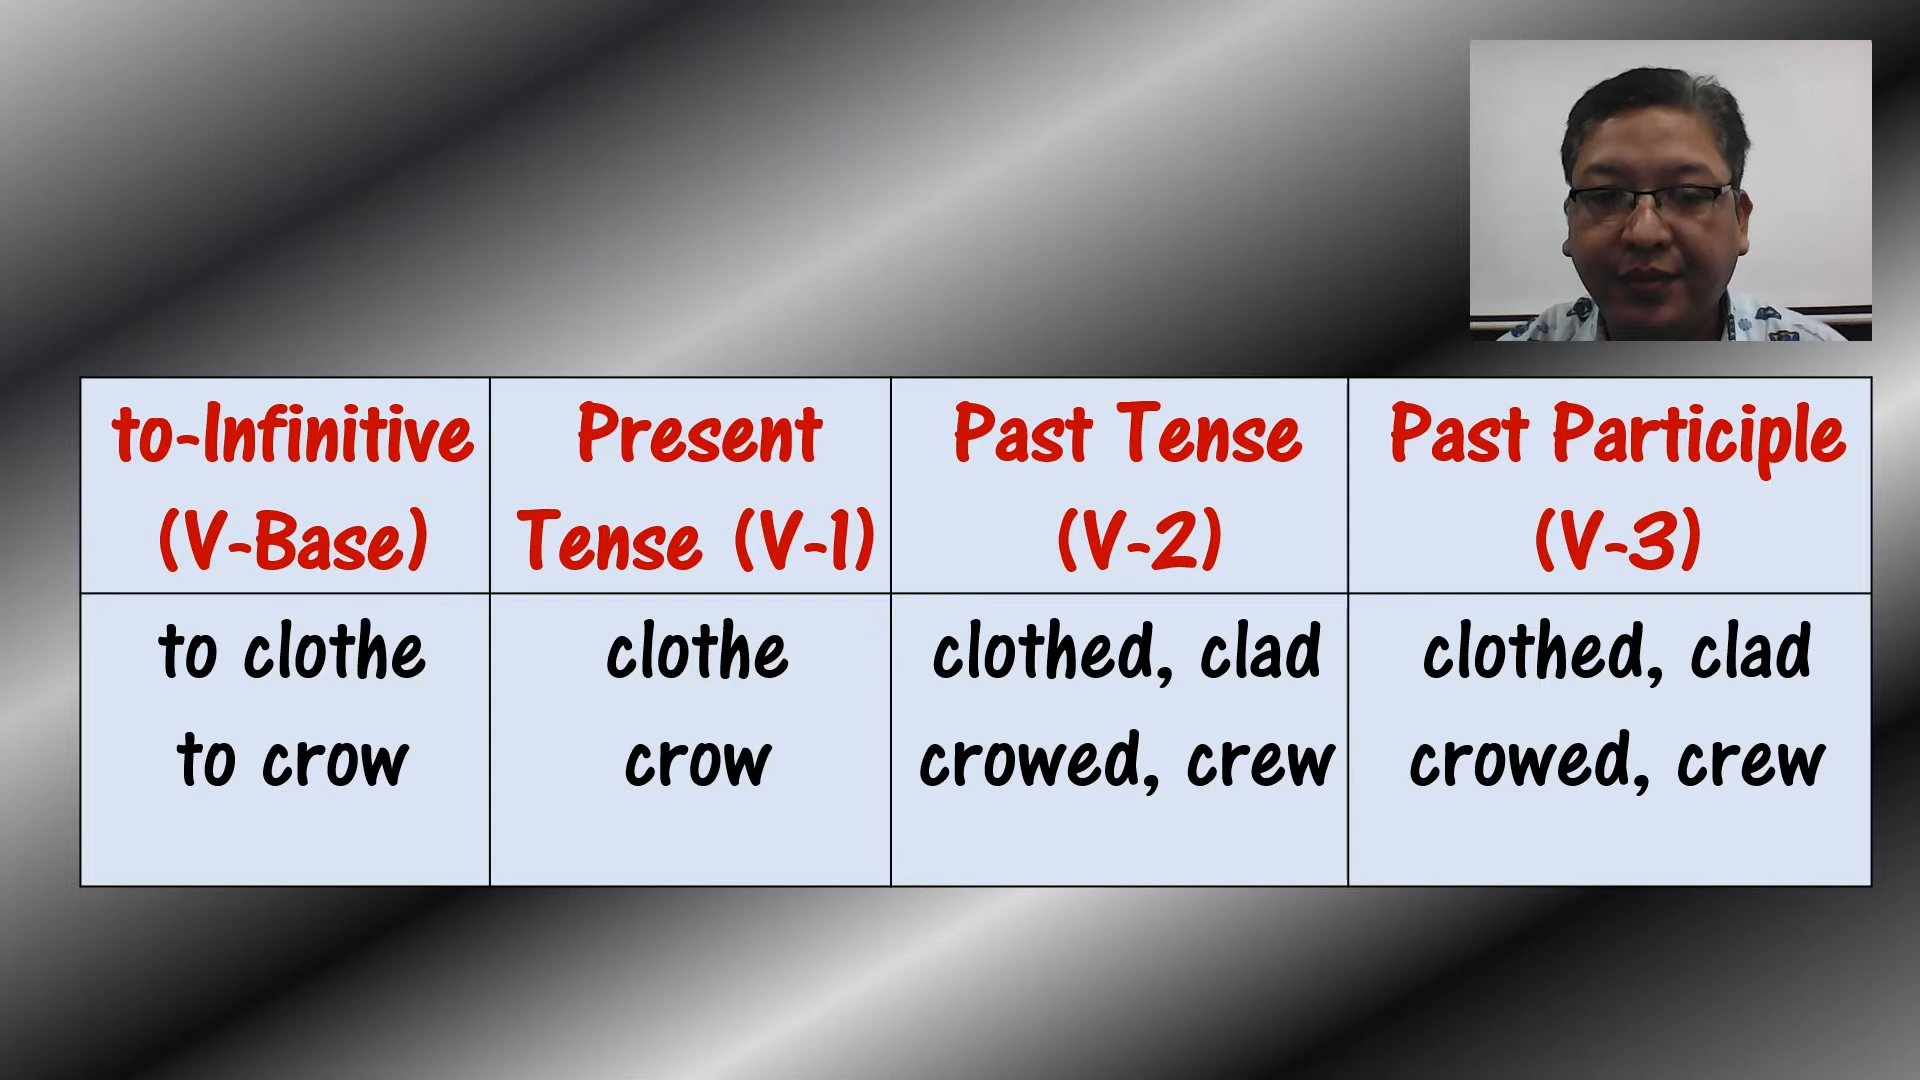 to-Infinitive (V-Base)
Present Tense (V-1)
Past Tense (V-2)
Past Participle (V-3)
to clothe
clothe
clothed, clad
clothed, clad
to crow
crow
crowed, crew
crowed, crew